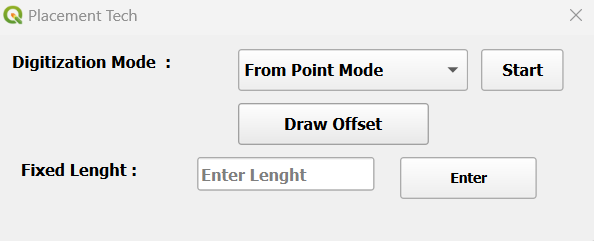 Placement Tech
Digitization Mode :
From Point Mode
Start
Draw Offset
Fixed Lenght :
Enter Lenght
Enter